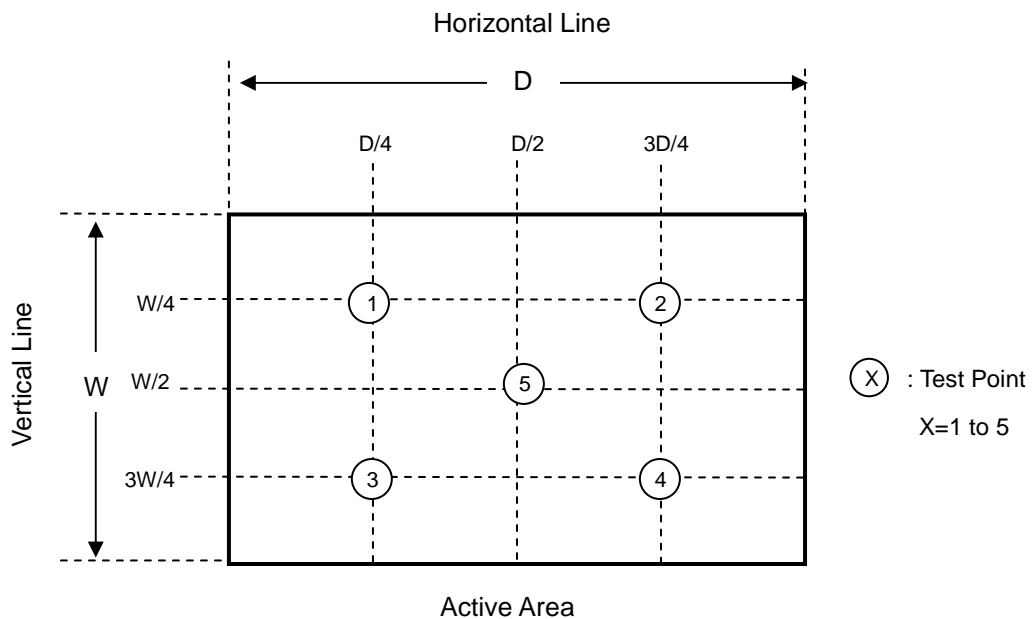 Horizontal Line
D
D/4 D/2 3D/4
W/4
1 2
Vertical Line
W
W/2
5
X : Test Point
X=1 to 5
3W/4
3 4
Active Area